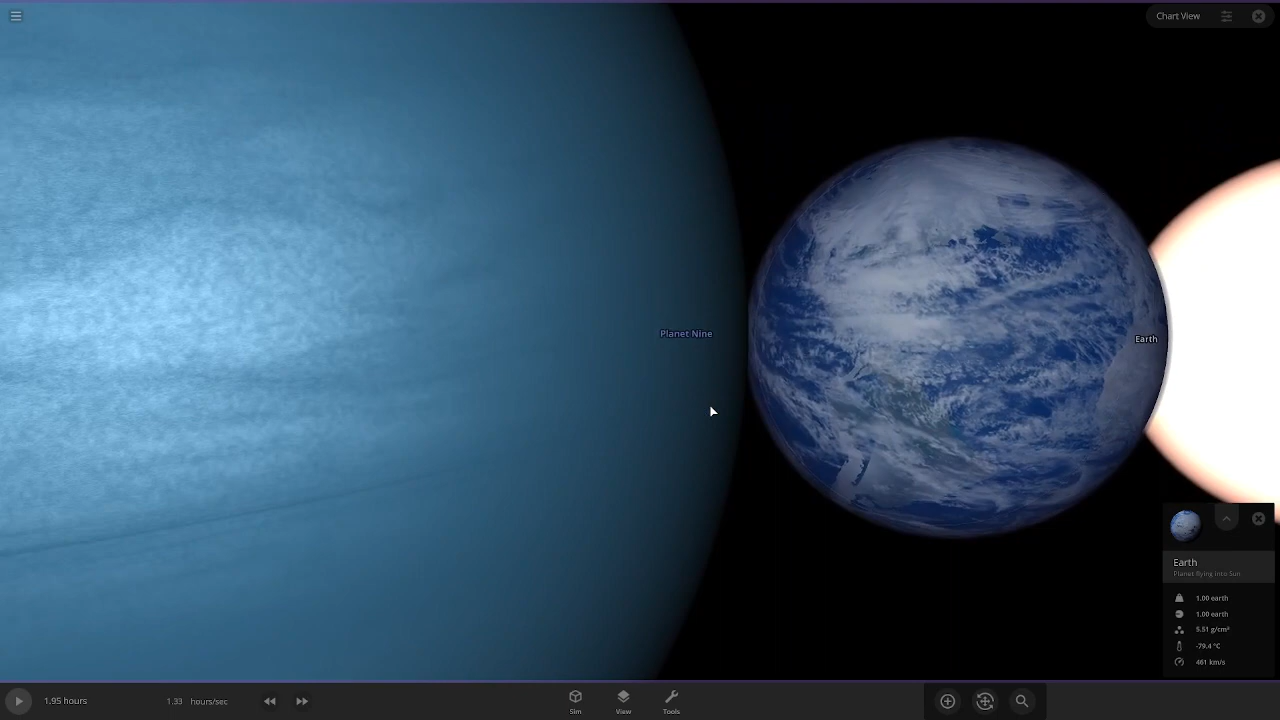 Chart View
Planet Nine
Earth
Earth
Planet flying into Sun
1.00 earth
1.00 earth
5.51 g/cm³
-79.4 °C
461 km/s
1.95 hours
1.33 hours/sec
Sim
View
Tools